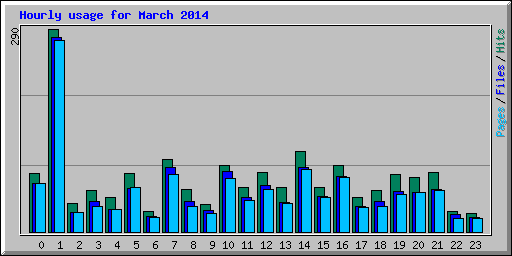 Hourly usage for March 2014
290
Pages/Files/Hits
0 1 2 3 4 5 6 7 8 9 10 11 12 13 14 15 16 17 18 19 20 21 22 23